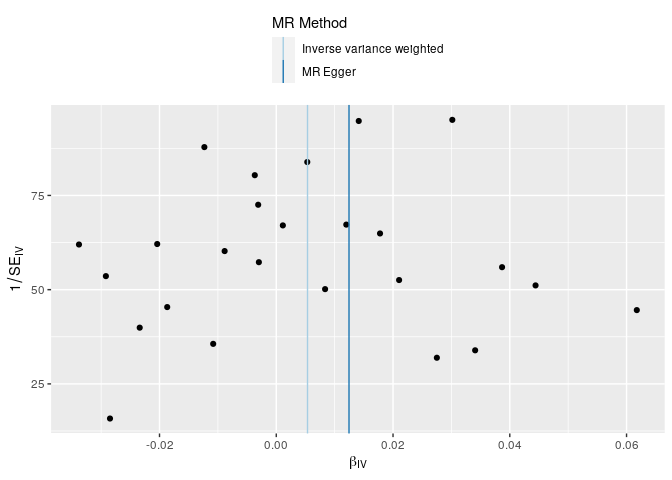 MR Method
Inverse variance weighted
MR Egger
75
50
25
1/SE_IV
-0.02 0.00 0.02 0.04 0.06
β_IV